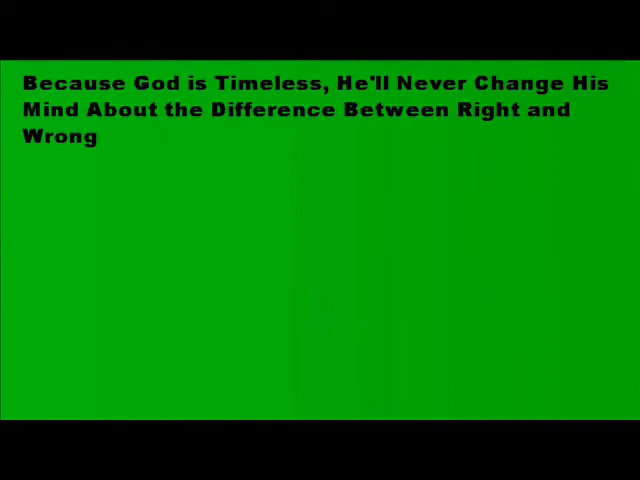 Because God is Timeless, He'll Never Change His
Mind About the Difference Between Right and
Wrong